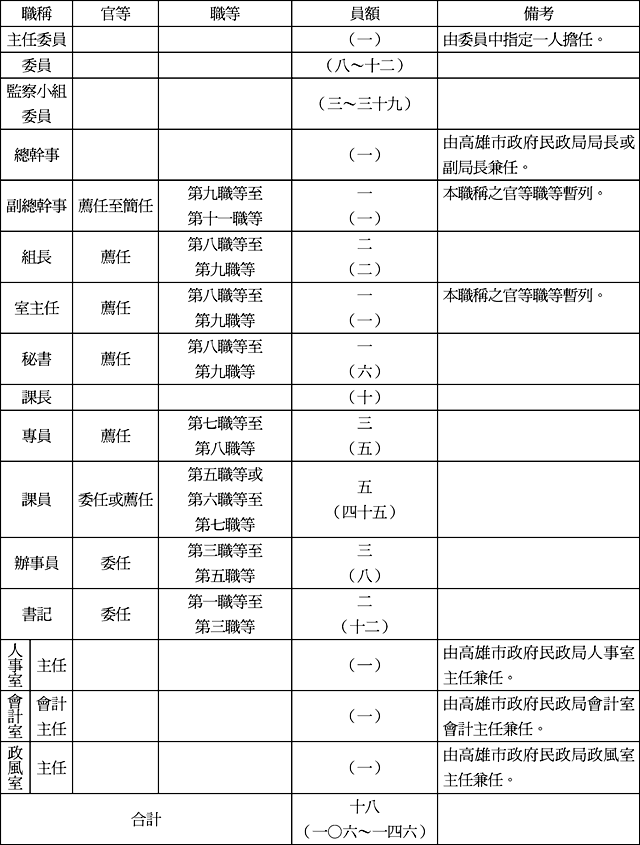 職稱 官等 職等 員額 備考
主任委員 （一） 由委員中指定一人擔任。
委員 （八～十二）
監察小組
委員 （三～三十九）
總幹事 （一） 由高雄市政府民政局局長或
副局長兼任。
副總幹事 薦任至簡任 第九職等至 一 本職稱之官等職等暫列。
第十一職等 （一）
組長 薦任 第八職等至 二
第九職等 （二）
室主任 薦任 第八職等至 一 本職稱之官等職等暫列。
第九職等 （一）
秘書 薦任 第八職等至 一
第九職等 （六）
課長 （十）
專員 薦任 第七職等至 三
第八職等 （五）
課員 委任或薦任 第五職等或 五
第六職等至 （四十五）
第七職等
辦事員 委任 第三職等至 三
第五職等 （八）
書記 委任 第一職等至 二
第三職等 （十二）
人事室 主任 （一） 由高雄市政府民政局人事室
主任兼任。
會計室 會計 （一） 由高雄市政府民政局會計室
主任 會計主任兼任。
政風室 主任 （一） 由高雄市政府民政局政風室
主任兼任。
合計 十八
（一〇六～一四六）